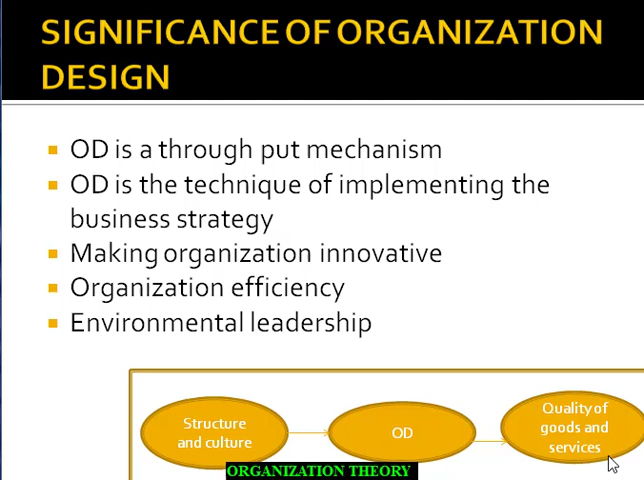 SIGNIFICANCE OF ORGANIZATION
DESIGN
OD is a through put mechanism
OD is the technique of implementing the
business strategy
Making organization innovative
Organization efficiency
Environmental leadership
Structure
and culture
OD
Quality of
goods and
services
ORGANIZATION THEORY